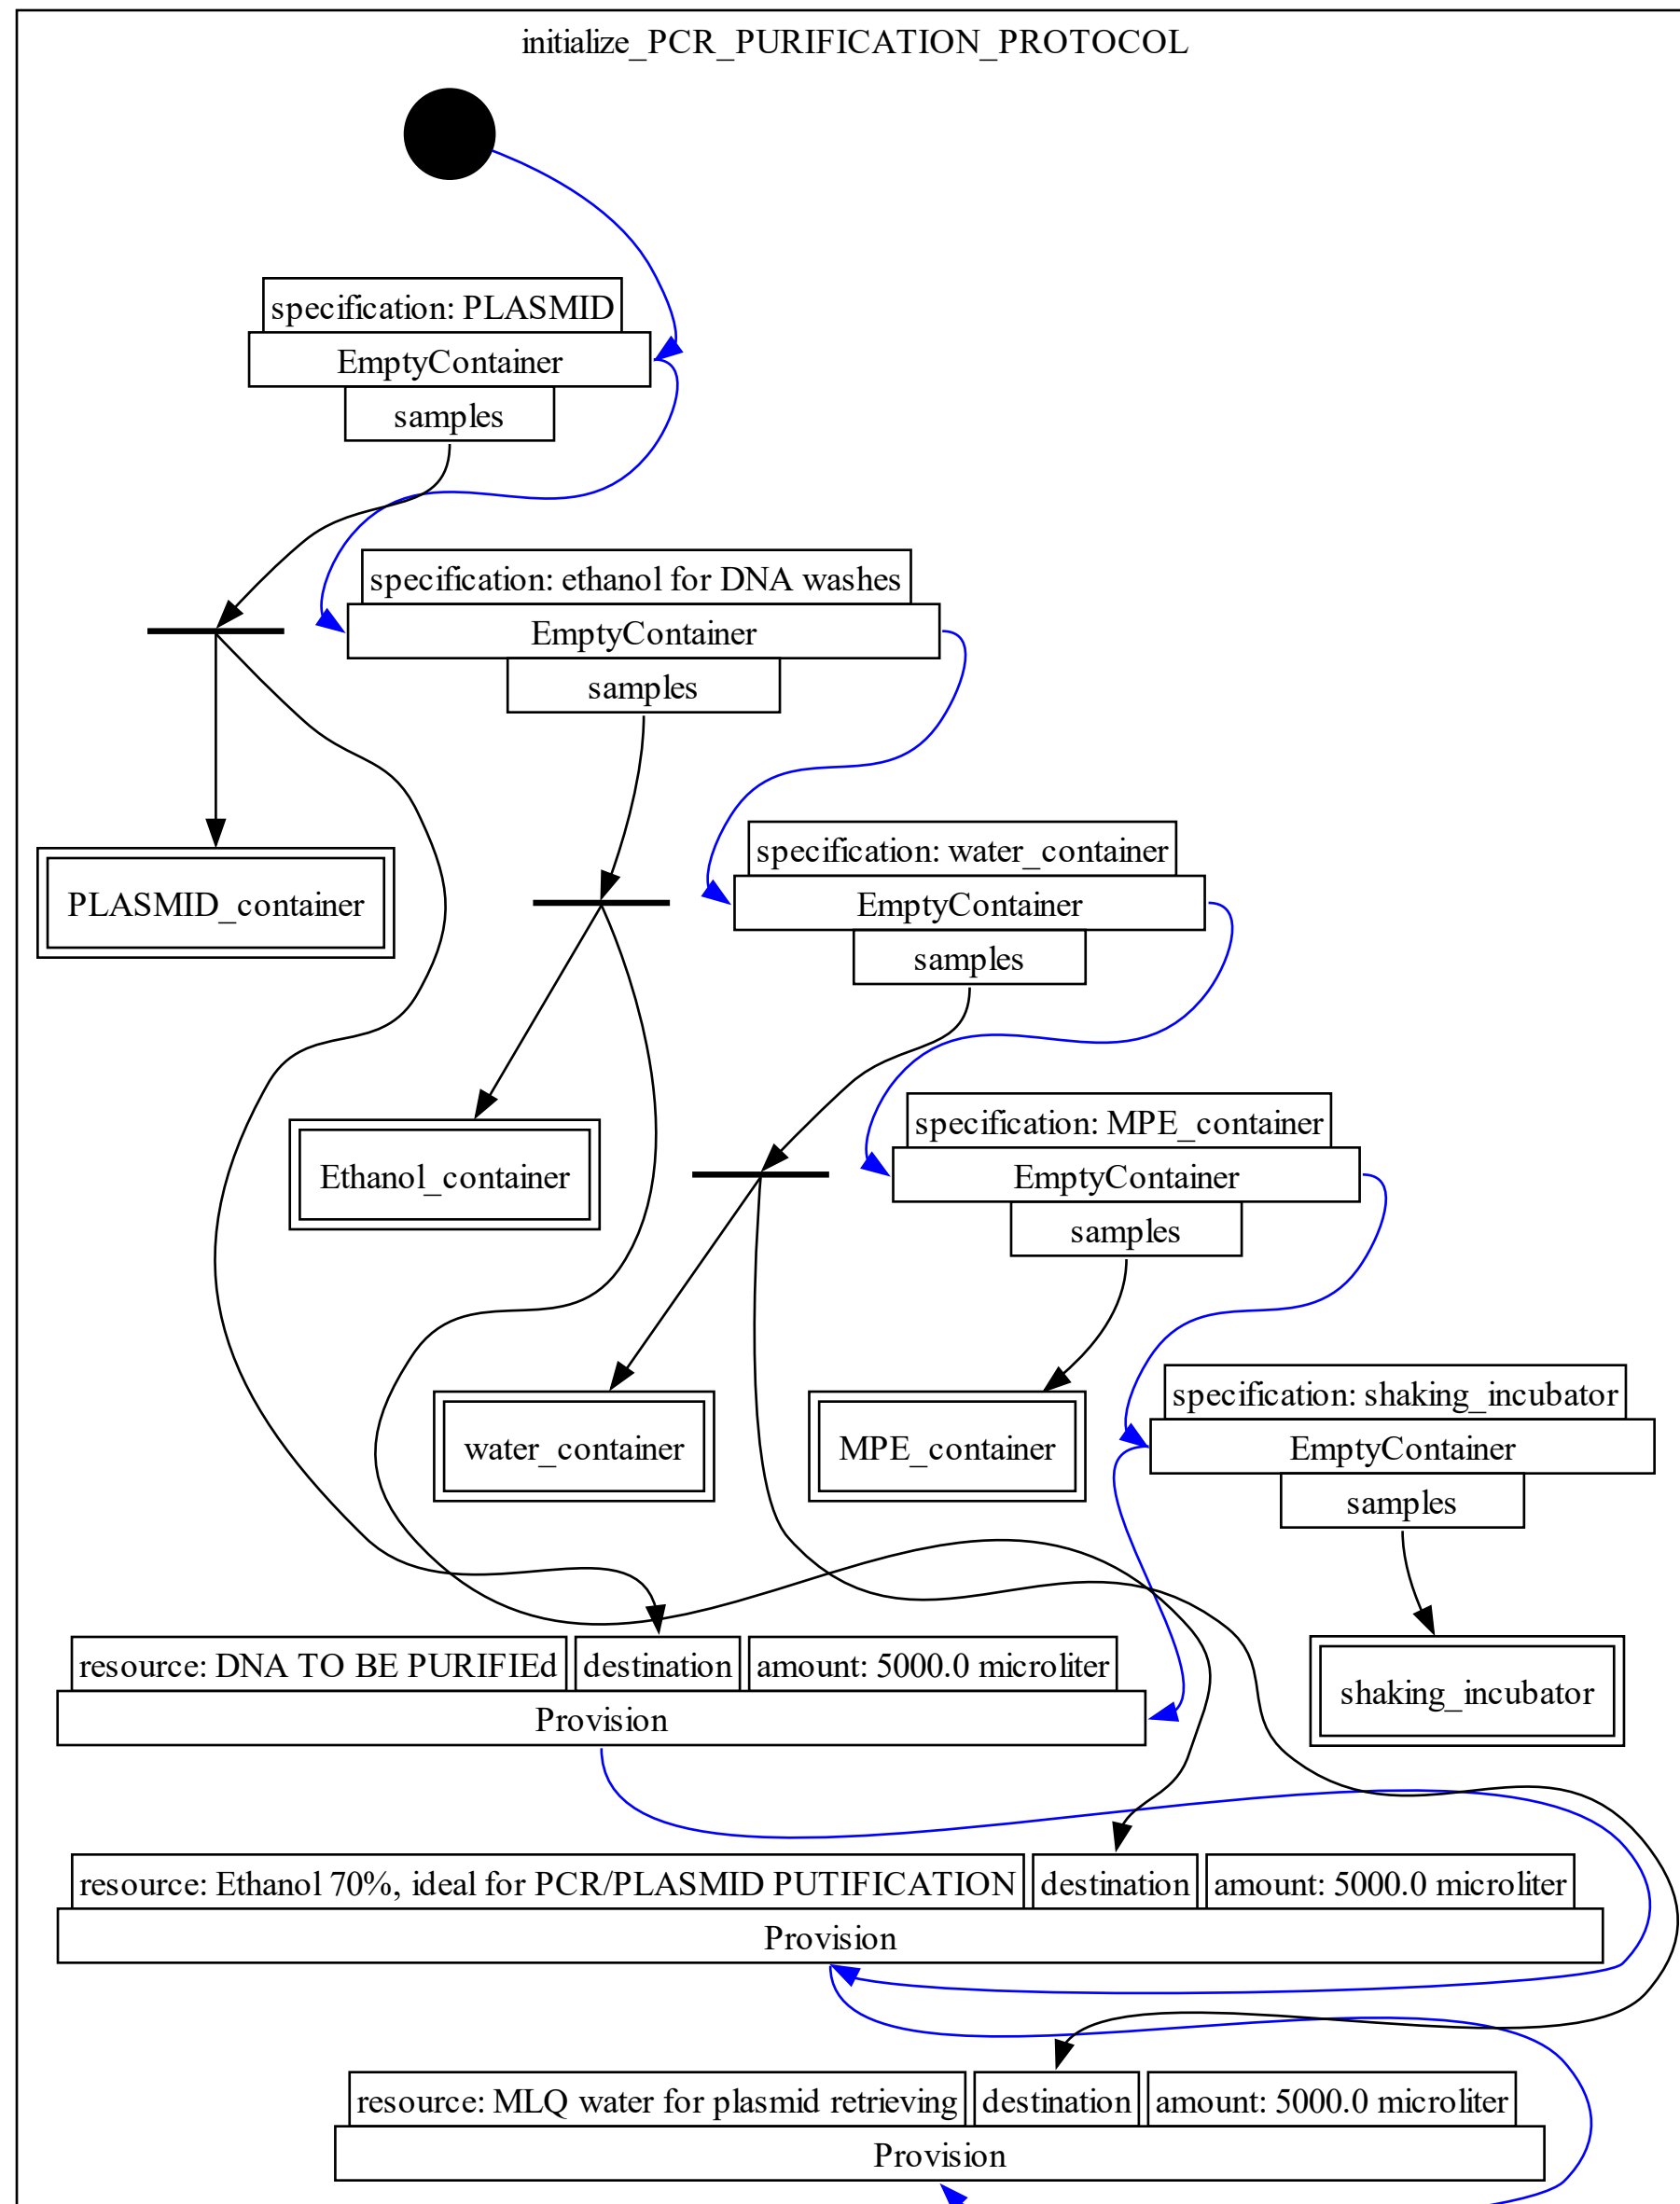 initialize_PCR_PURIFICATION_PROTOCOL
specification: PLASMID
EmptyContainer
samples
specification: ethanol for DNA washes
EmptyContainer
samples
PLASMID_container
specification: water_container
EmptyContainer
samples
Ethanol_container
specification: MPE_container
EmptyContainer
samples
water_container
MPE_container
specification: shaking_incubator
EmptyContainer
samples
resource: DNA TO BE PURIFIEd destination amount: 5000.0 microliter
Provision
shaking_incubator
resource: Ethanol 70%, ideal for PCR/PLASMID PUTIFICATION destination amount: 5000.0 microliter
Provision
resource: MLQ water for plasmid retrieving destination amount: 5000.0 microliter
Provision